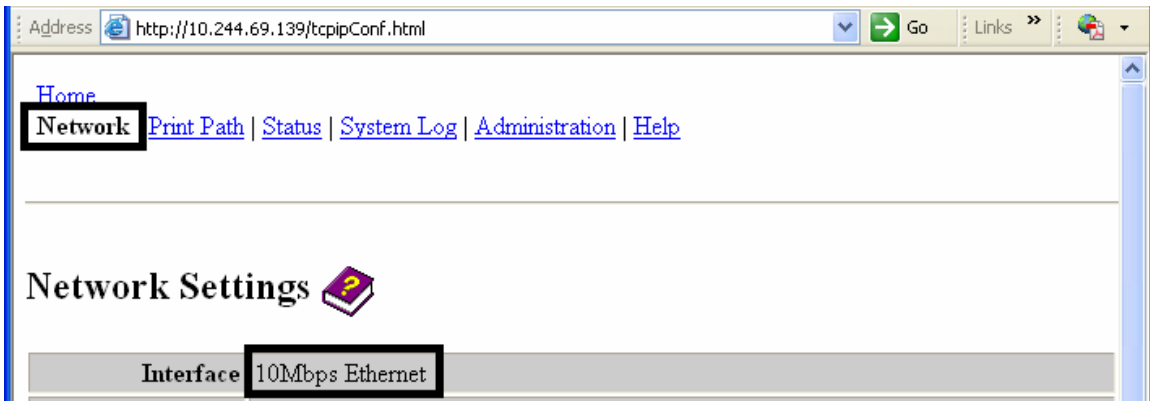 Address http://10.244.69.139/tcpipConf.html Go Links »
Home
Network Print Path | Status | System Log | Administration | Help
Network Settings
Interface 10Mbps Ethernet